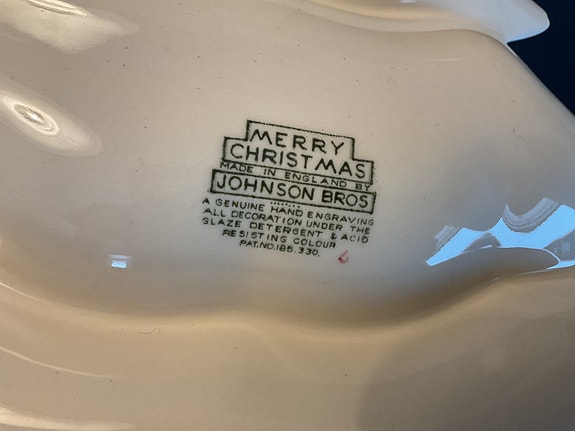 MERRY
CHRISTMAS
MADE IN ENGLAND BY
JOHNSON BROS
A GENUINE HAND ENGRAVING
ALL DECORATION UNDER THE
GLAZE DETERGENT & ACID
RESISTING COLOUR
PAT.NO.185.330.